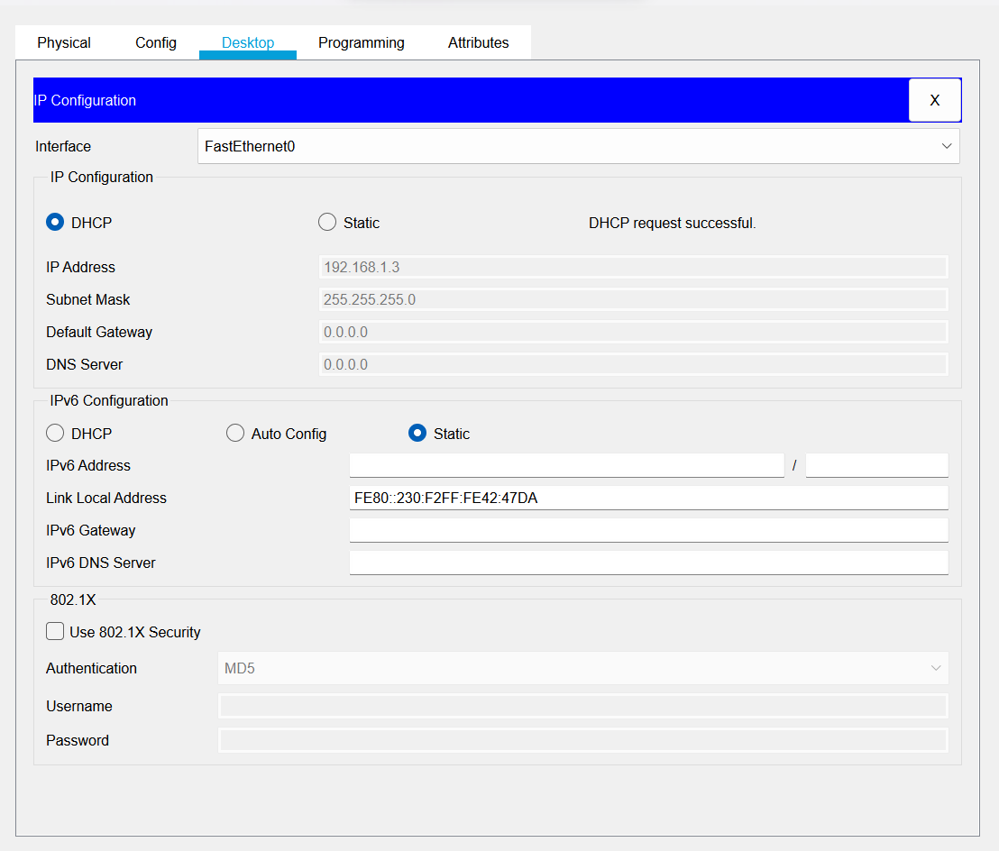 Physical Config Desktop Programming Attributes
IP Configuration X
Interface FastEthernet0
IP Configuration
DHCP Static DHCP request successful.
IP Address 192.168.1.3
Subnet Mask 255.255.255.0
Default Gateway 0.0.0.0
DNS Server 0.0.0.0
IPv6 Configuration
DHCP Auto Config Static
IPv6 Address /
Link Local Address FE80::230:F2FF:FE42:47DA
IPv6 Gateway
IPv6 DNS Server
802.1X
Use 802.1X Security
Authentication MD5
Username
Password